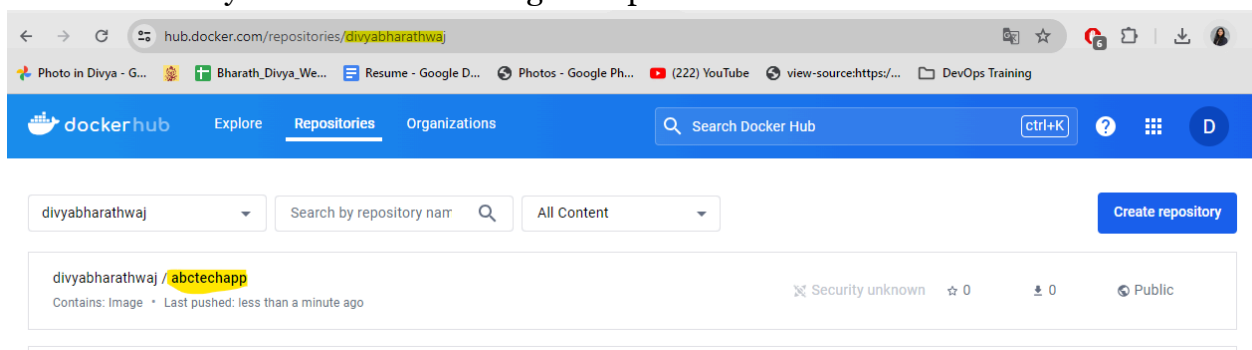 hub.docker.com/repositories/divyabharathwaj
6
Photo in Divya - G... Bharath_Divya_We... Resume - Google D... Photos - Google Ph... (222) YouTube view-source:https:/... DevOps Training
dockerhub Explore Repositories Organizations Search Docker Hub ctrl+K ? D
divyabharathwaj Search by repository nam All Content Create repository
divyabharathwaj / abctechapp
Contains: Image • Last pushed: less than a minute ago Security unknown 0 0 Public